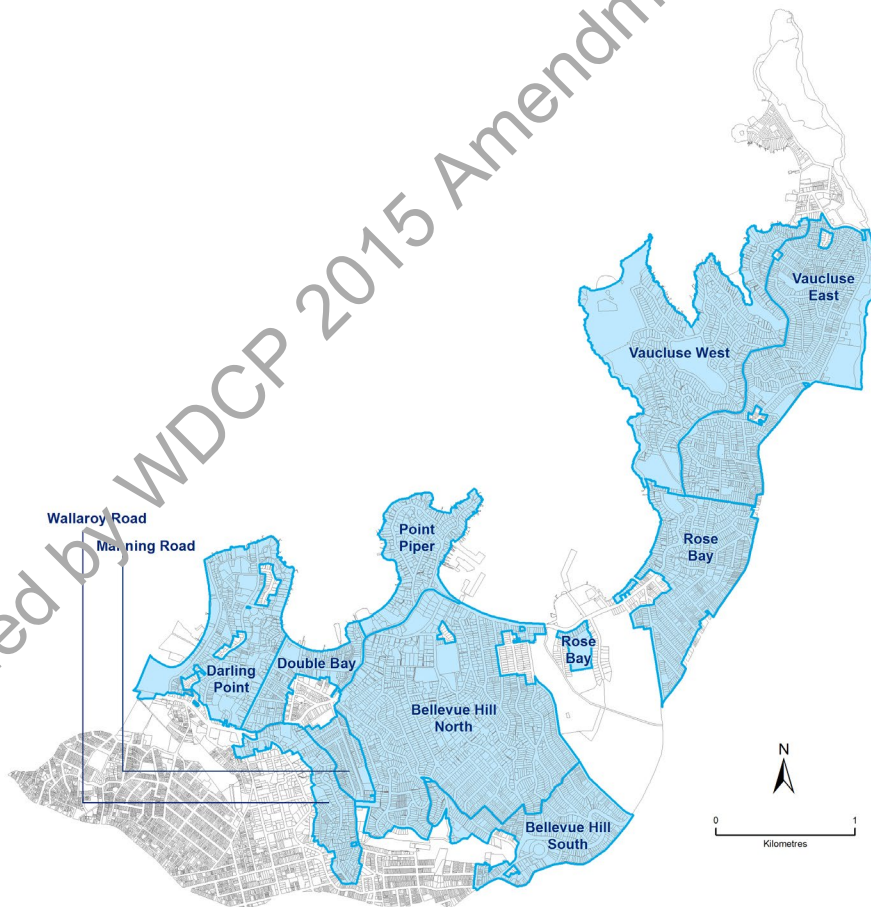 ed by WDCP 2015 Amendm
Vaucluse
East
Vaucluse West
Wallaroy Road
Manning Road
Point
Piper
Rose
Bay
Rose
Bay
Double Bay
Darling
Point
Bellevue Hill
North
Bellevue Hill
South
N
0 1
Kilometres